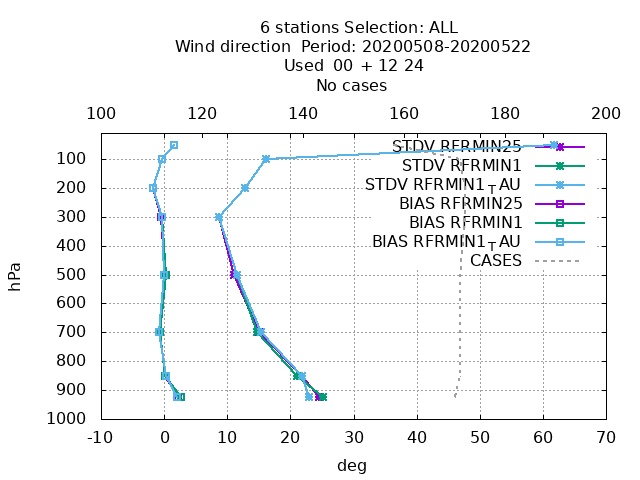 6 stations Selection: ALL
Wind direction  Period: 20200508-20200522
Used  00 + 12 24
No cases
100 120 140 160 180 200
STDV RFRMIN25
STDV RFRMIN1
STDV RFRMIN1TAU
BIAS RFRMIN25
BIAS RFRMIN1
BIAS RFRMIN1TAU
CASES
hPa
100
200
300
400
500
600
700
800
900
1000
-10 0 10 20 30 40 50 60 70
deg